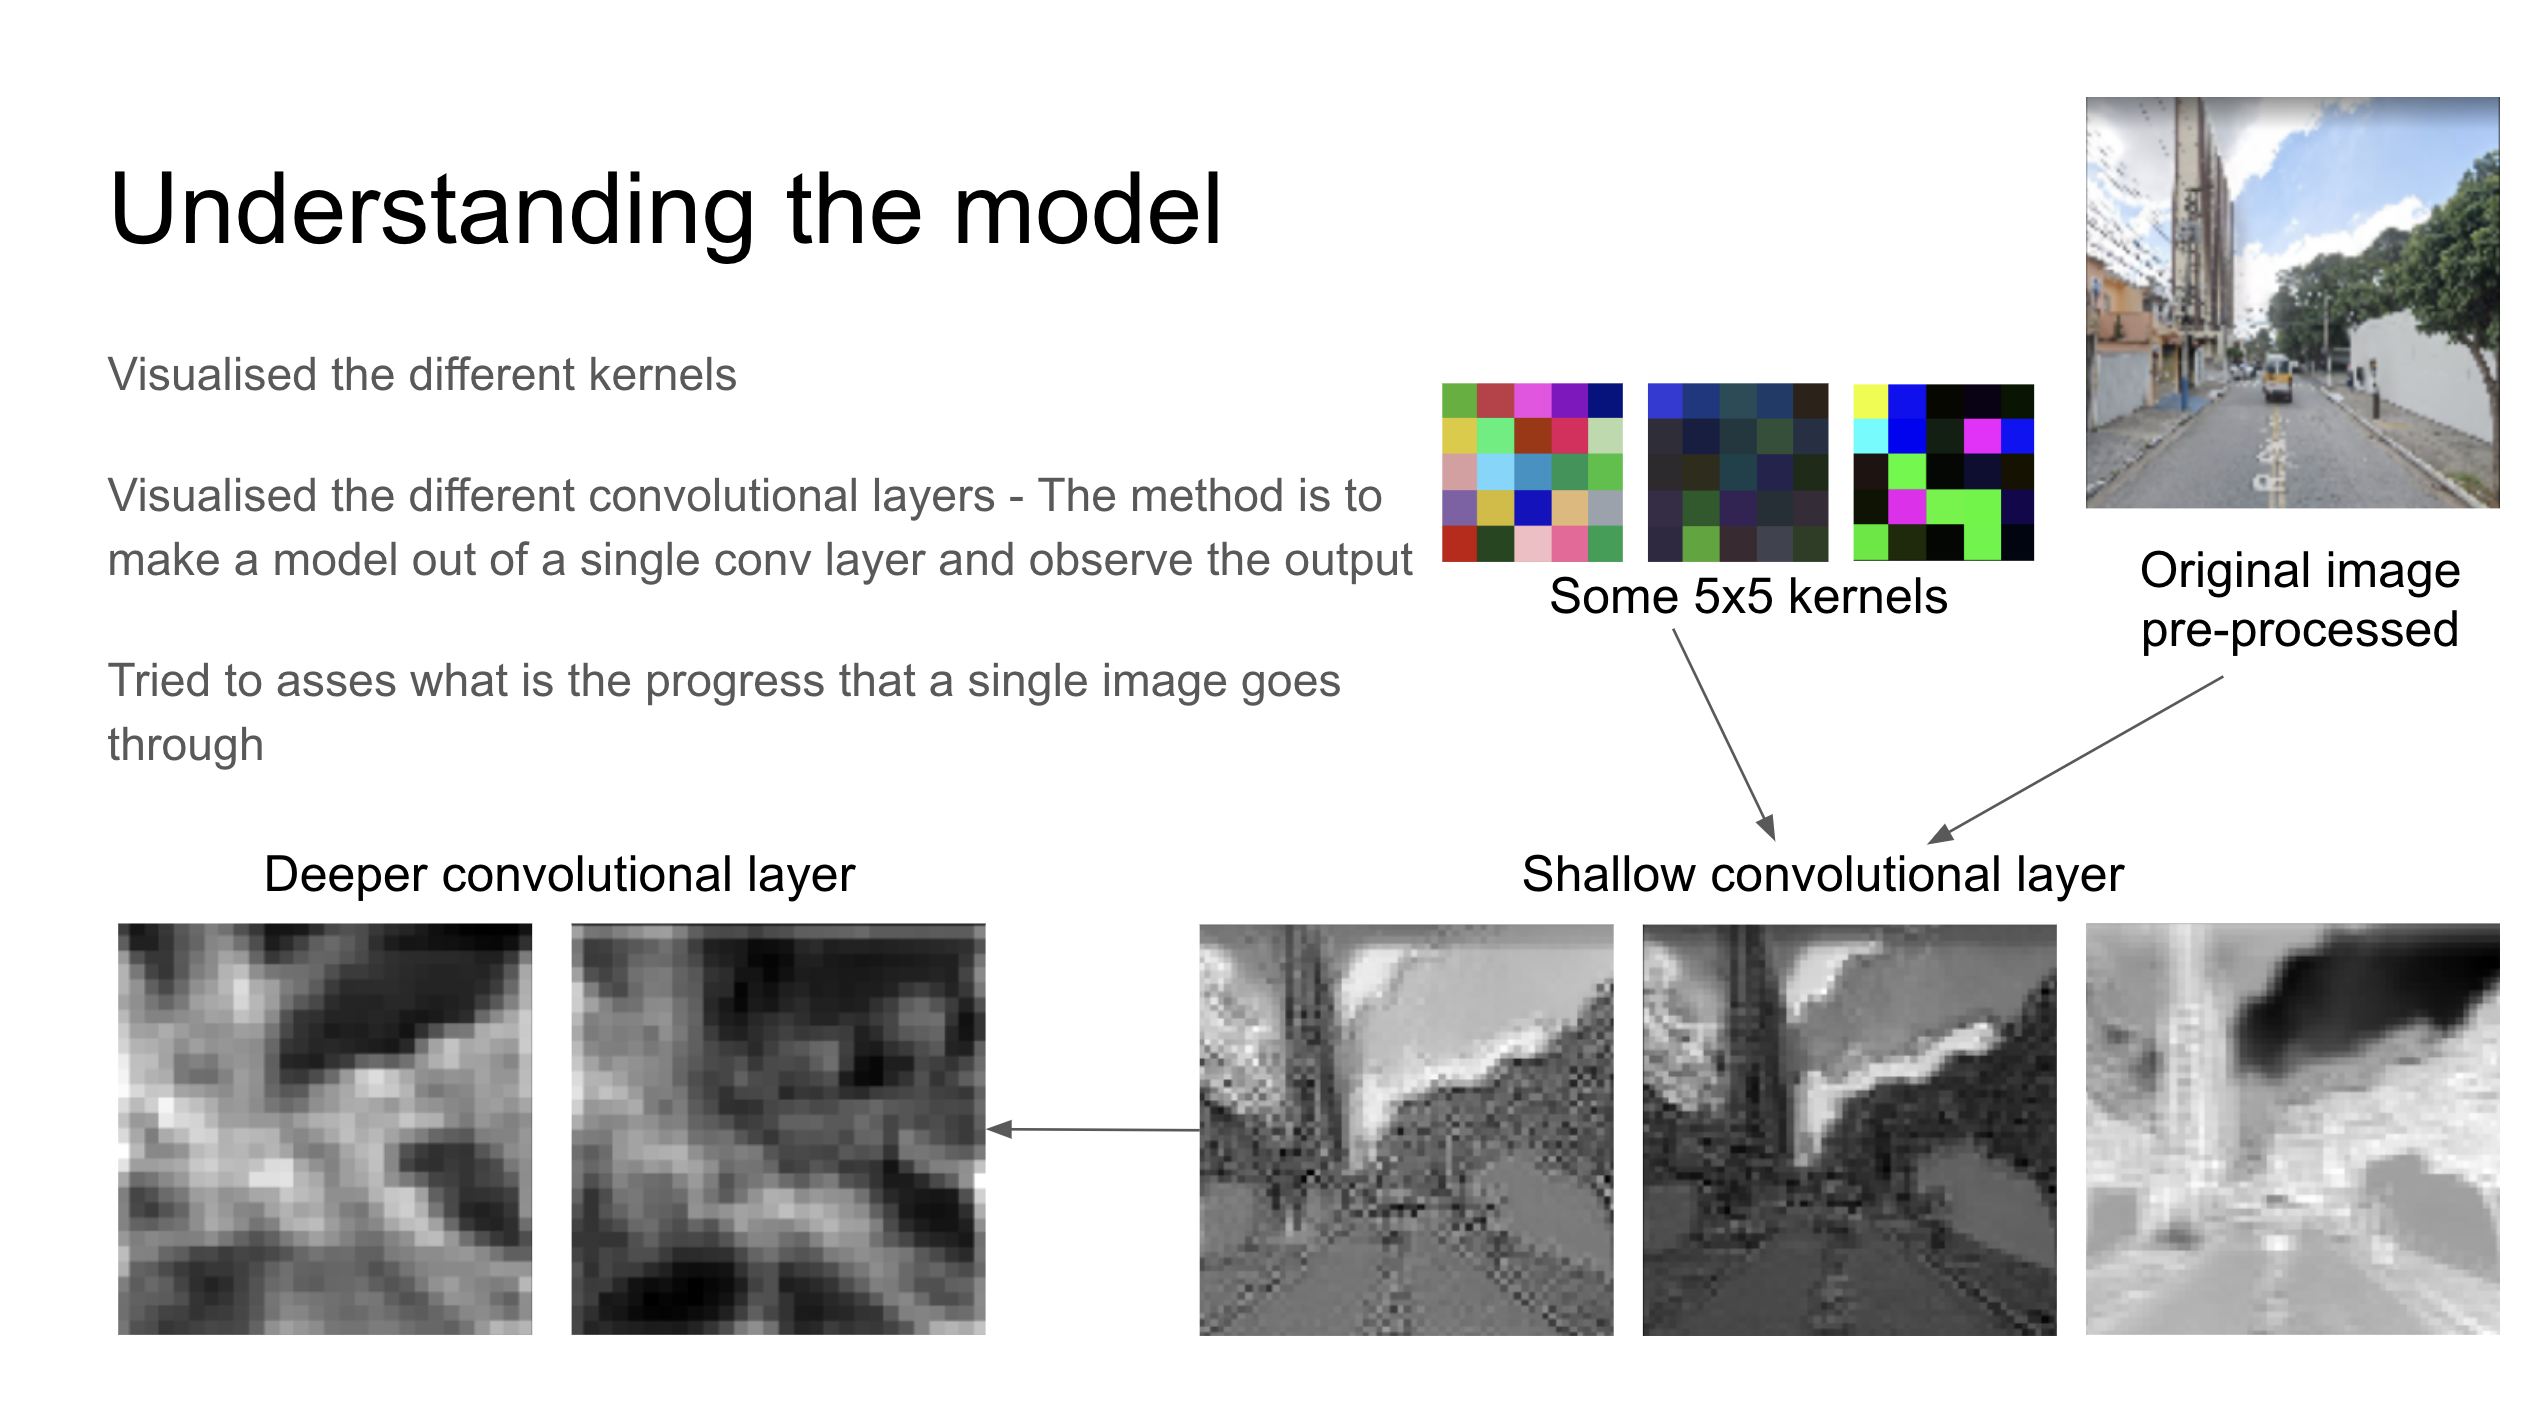 Understanding the model
Visualised the different kernels
Visualised the different convolutional layers - The method is to
make a model out of a single conv layer and observe the output
Tried to asses what is the progress that a single image goes
through
Some 5x5 kernels
Original image
pre-processed
Deeper convolutional layer
Shallow convolutional layer